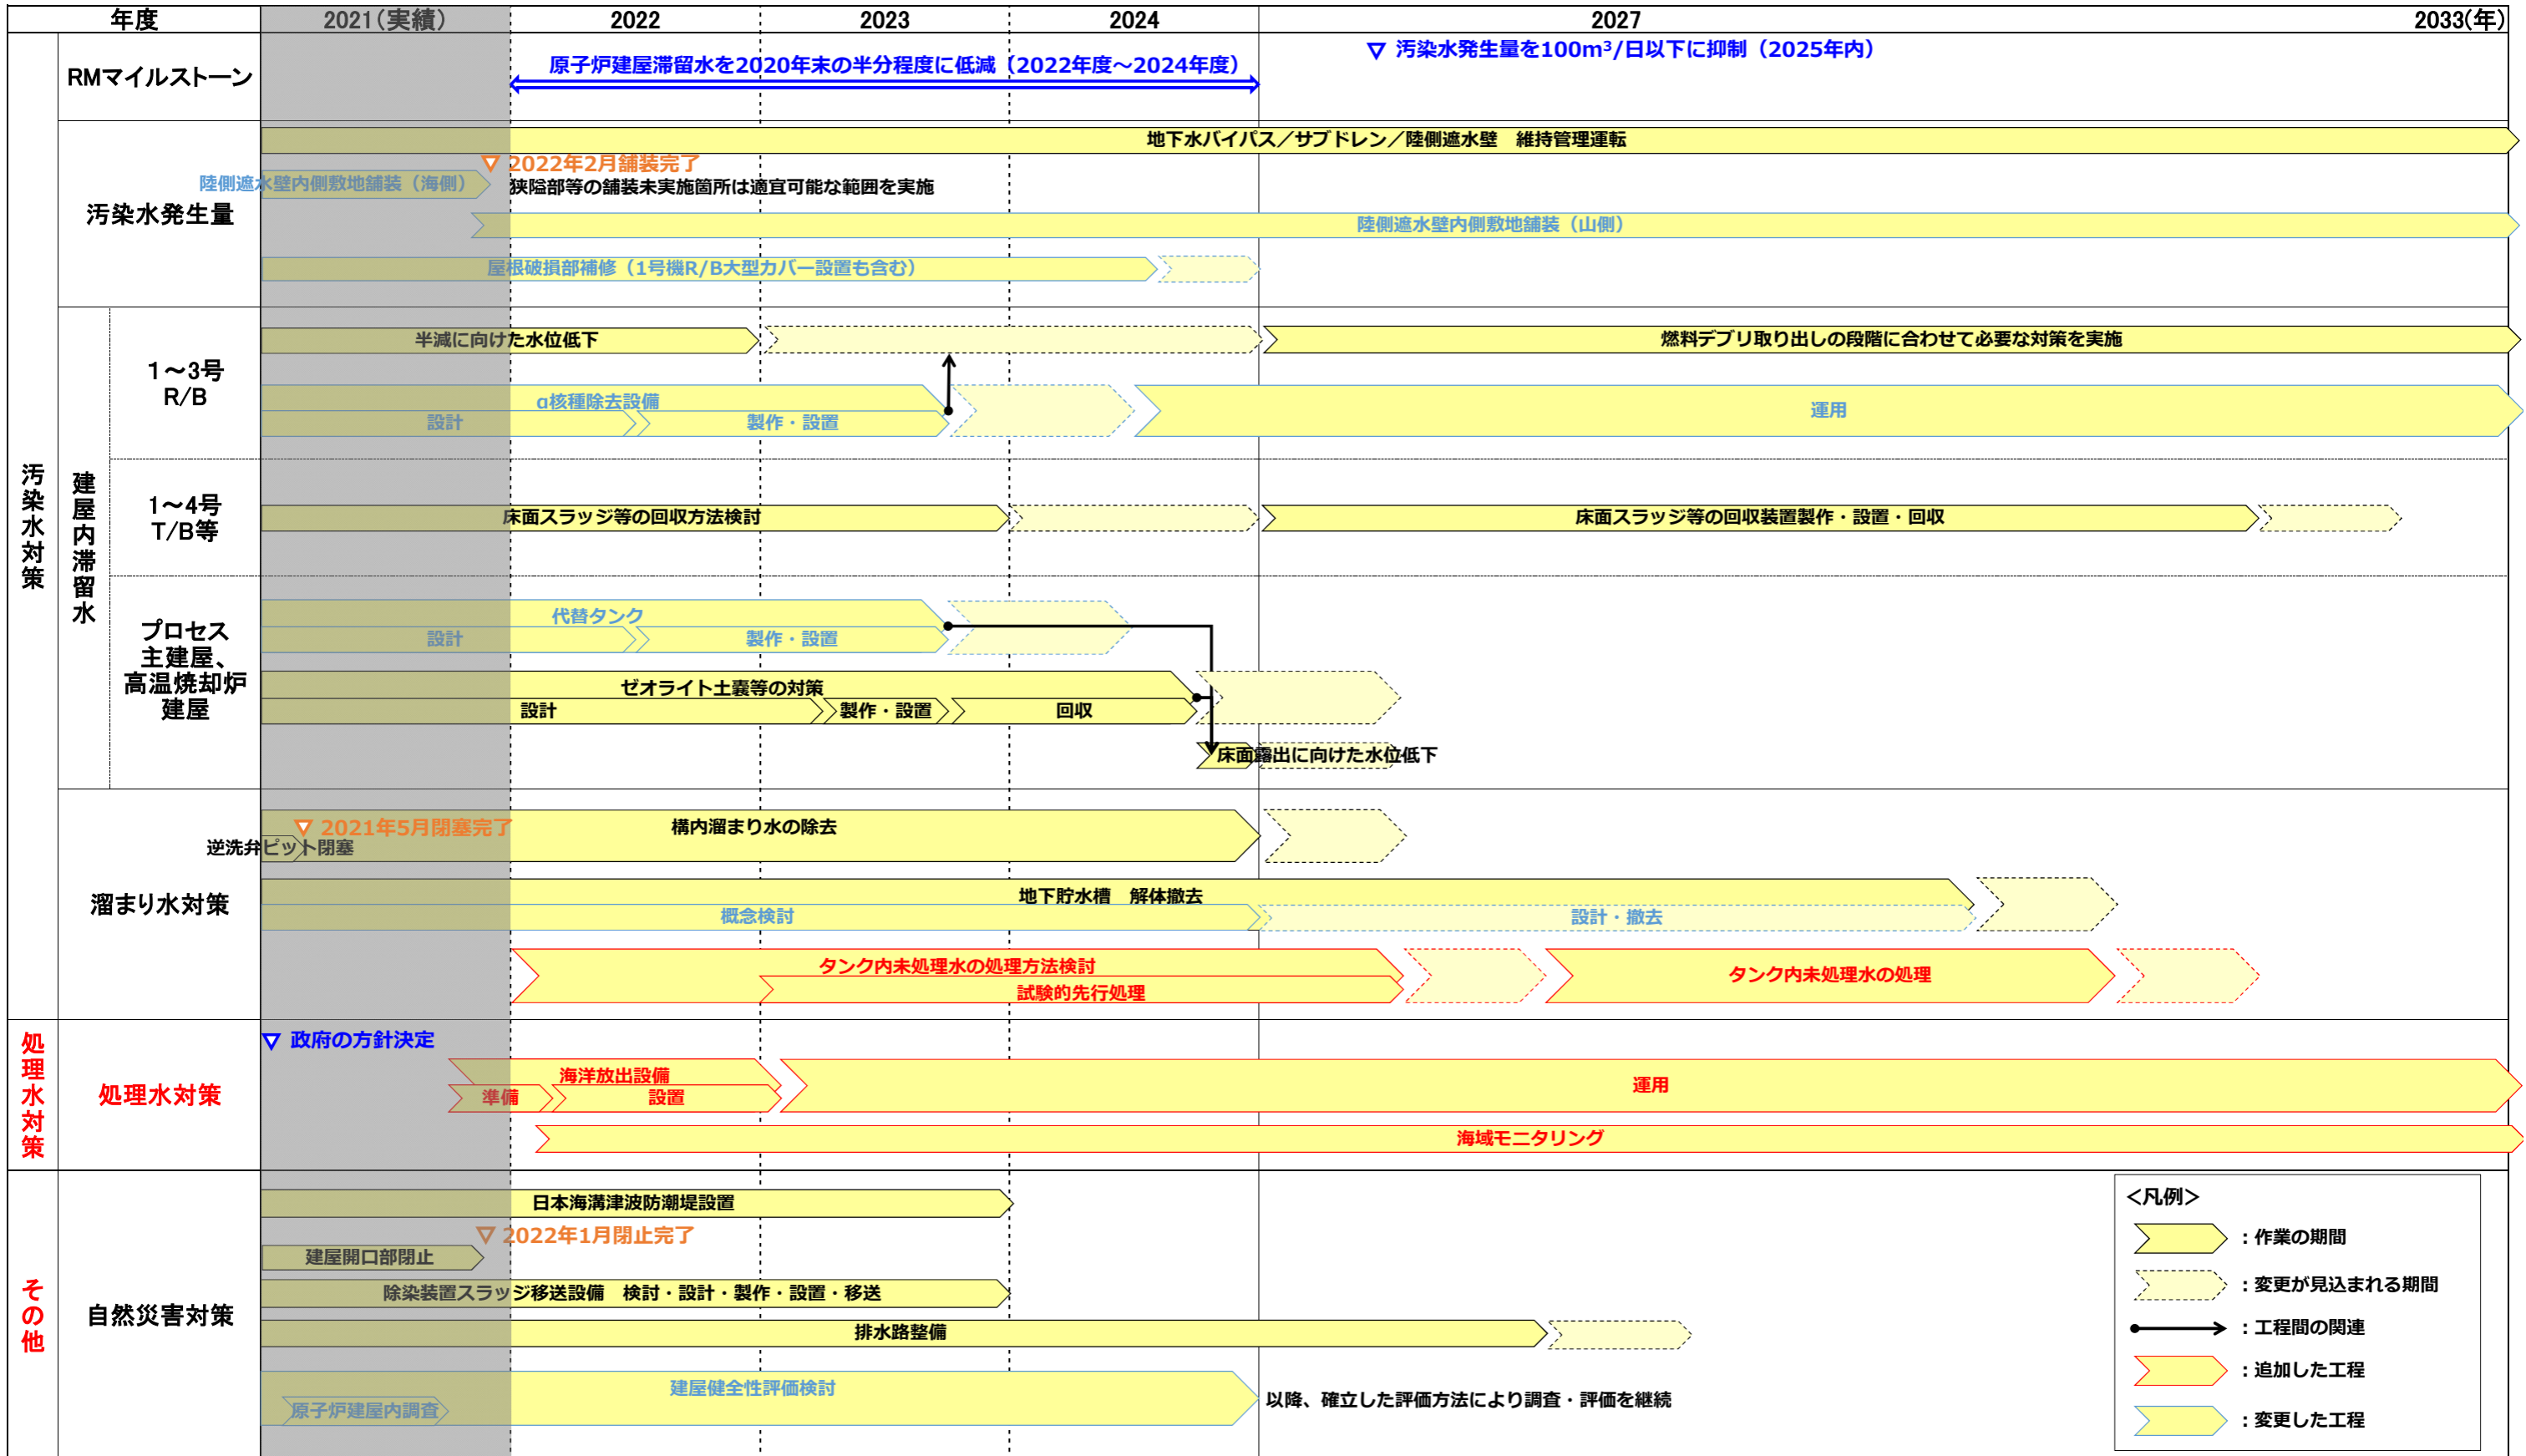 年度
2021(実績)
2022
2023
2024
2027
2033(年)
RMマイルストーン
原子炉建屋滞留水を2020年末の半分程度に低減（2022年度～2024年度）
▽ 汚染水発生量を100m³/日以下に抑制（2025年内）
汚染水対策
汚染水発生量
地下水バイパス／サブドレン／陸側遮水壁　維持管理運転
▽ 2022年2月舗装完了
陸側遮水壁内側敷地舗装（海側）
狭隘部等の舗装未実施箇所は適宜可能な範囲を実施
陸側遮水壁内側敷地舗装（山側）
屋根破損部補修（1号機R/B大型カバー設置も含む）
建屋内滞留水
1～3号
R/B
半減に向けた水位低下
燃料デブリ取り出しの段階に合わせて必要な対策を実施
α核種除去設備
設計
製作・設置
運用
1～4号
T/B等
床面スラッジ等の回収方法検討
床面スラッジ等の回収装置製作・設置・回収
プロセス
主建屋、
高温焼却炉
建屋
代替タンク
設計
製作・設置
ゼオライト土嚢等の対策
設計
製作・設置
回収
床面露出に向けた水位低下
溜まり水対策
▽ 2021年5月閉塞完了
構内溜まり水の除去
逆洗弁ピット閉塞
地下貯水槽　解体撤去
概念検討
設計・撤去
タンク内未処理水の処理方法検討
試験的先行処理
タンク内未処理水の処理
処理水対策
処理水対策
▽ 政府の方針決定
海洋放出設備
準備
設置
運用
海域モニタリング
その他
自然災害対策
日本海溝津波防潮堤設置
▽ 2022年1月閉止完了
建屋開口部閉止
除染装置スラッジ移送設備　検討・設計・製作・設置・移送
排水路整備
建屋健全性評価検討
原子炉建屋内調査
以降、確立した評価方法により調査・評価を継続
＜凡例＞
：作業の期間
：変更が見込まれる期間
：工程間の関連
：追加した工程
：変更した工程